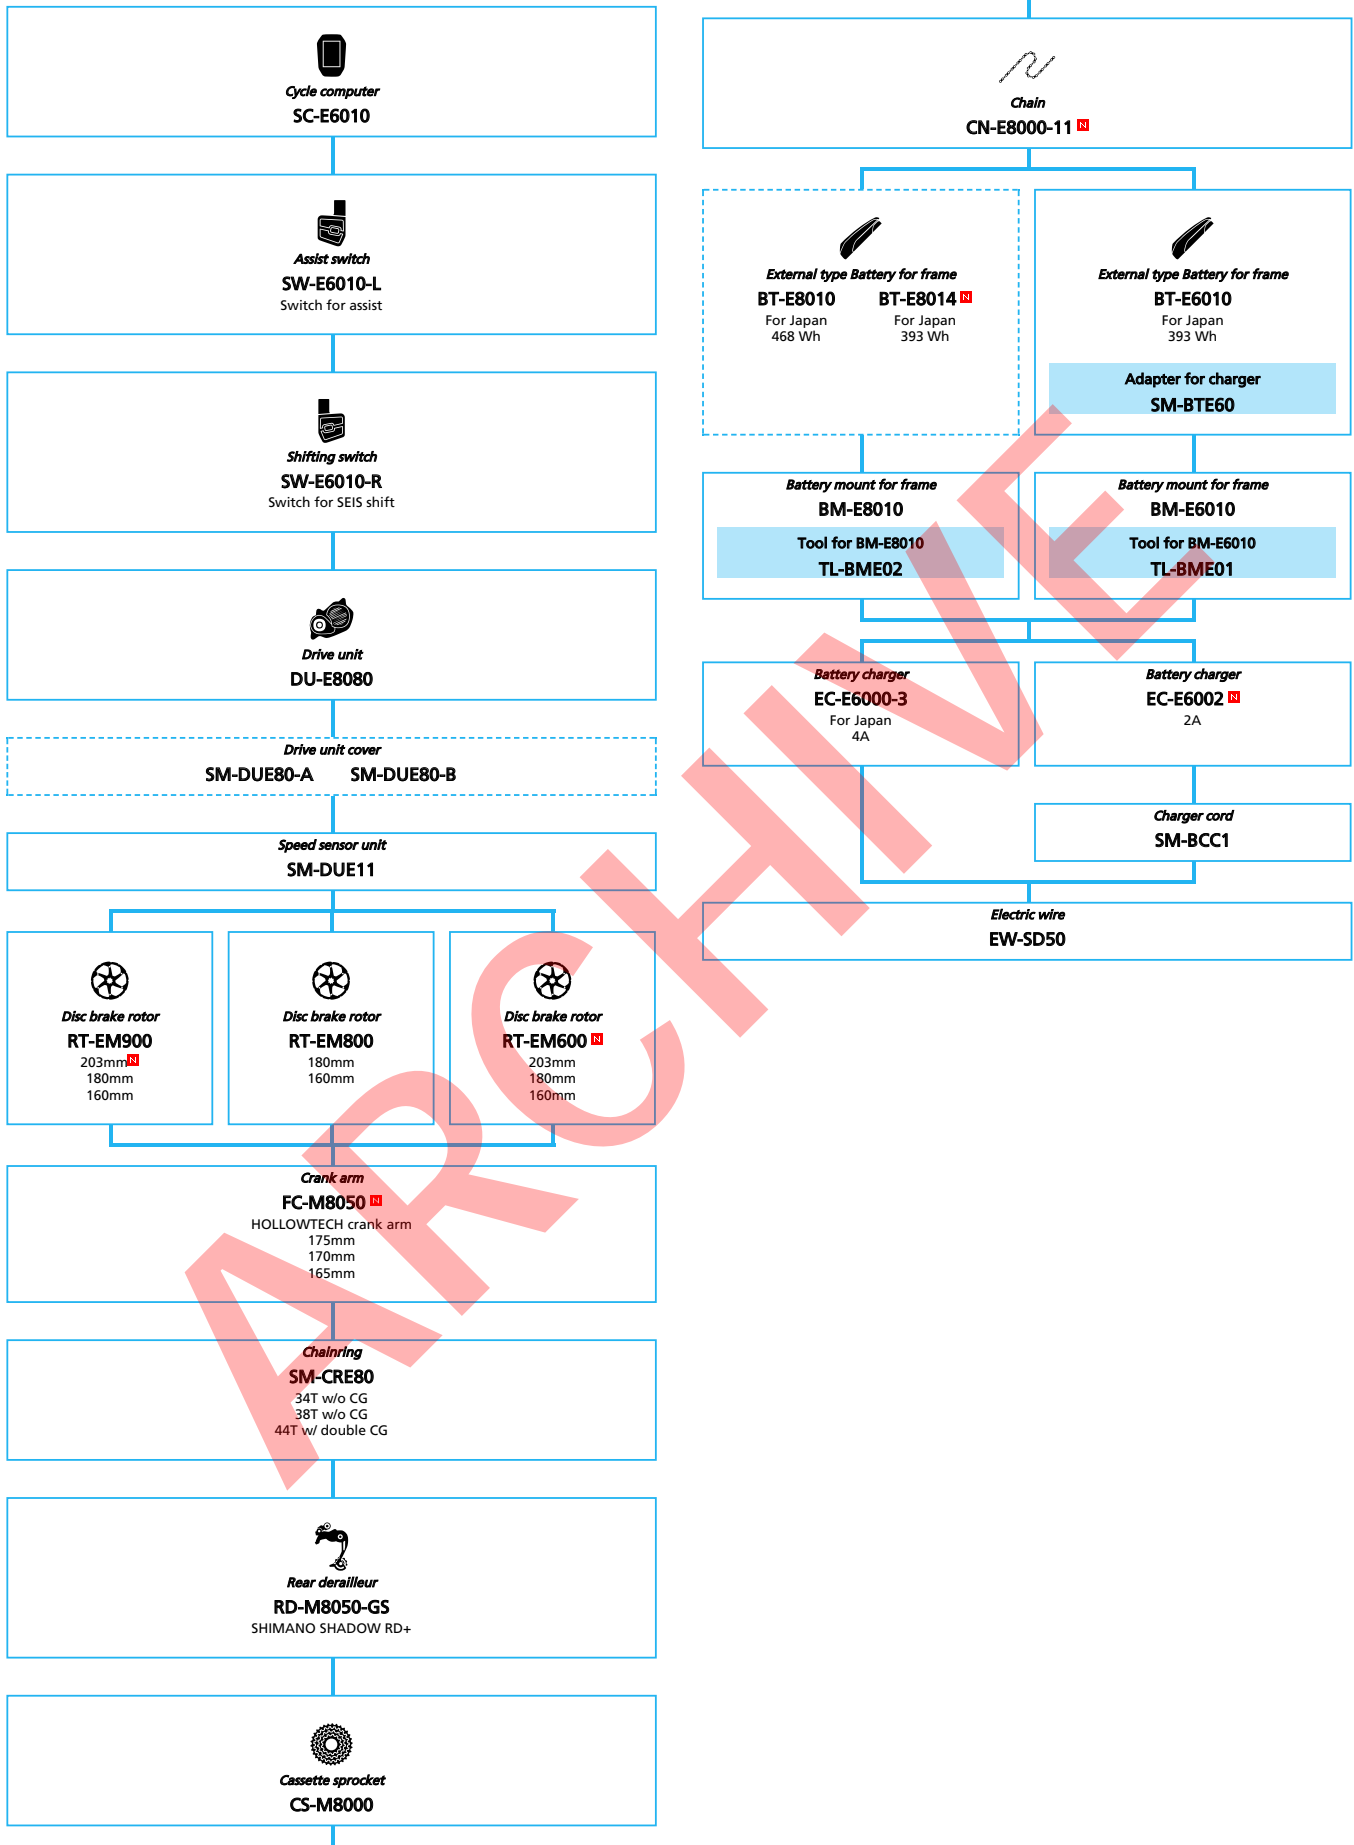 Cycle computer
SC-E6010
Assist switch
SW-E6010-L
Switch for assist
Shifting switch
SW-E6010-R
Switch for SEIS shift
Drive unit
DU-E8080
Drive unit cover
SM-DUE80-A SM-DUE80-B
Speed sensor unit
SM-DUE11
Disc brake rotor
RT-EM900
203mm N
180mm
160mm
Disc brake rotor
RT-EM800
180mm
160mm
Disc brake rotor
RT-EM600 N
203mm
180mm
160mm
Crank arm
FC-M8050 N
HOLLOWTECH crank arm
175mm
170mm
165mm
Chainring
SM-CRE80
34T w/o CG
38T w/o CG
44T w/ double CG
Rear derailleur
RD-M8050-GS
SHIMANO SHADOW RD+
Cassette sprocket
CS-M8000
Chain
CN-E8000-11 N
External type Battery for frame
BT-E8010 BT-E8014 N
For Japan For Japan
468 Wh 393 Wh
External type Battery for frame
BT-E6010
For Japan
393 Wh
Adapter for charger
SM-BTE60
Battery mount for frame
BM-E8010
Tool for BM-E8010
TL-BME02
Battery mount for frame
BM-E6010
Tool for BM-E6010
TL-BME01
Battery charger
EC-E6000-3
For Japan
4A
Battery charger
EC-E6002 N
2A
Charger cord
SM-BCC1
Electric wire
EW-SD50
ARCHIVE